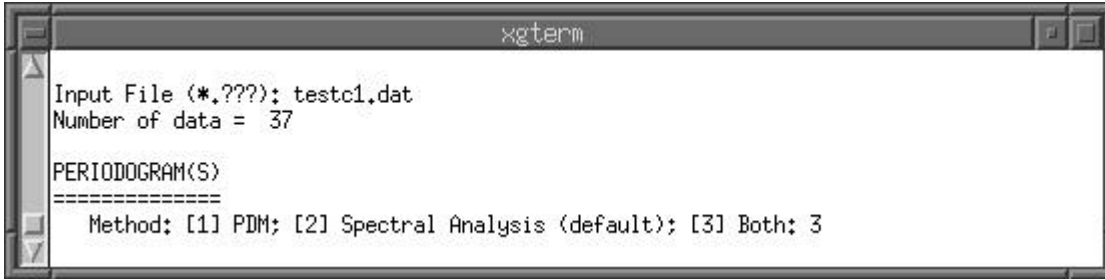 xgterm
Input File (*.???): testc1.dat
Number of data =  37
PERIODOGRAM(S)
==============
Method: [1] PDM; [2] Spectral Analysis (default); [3] Both: 3